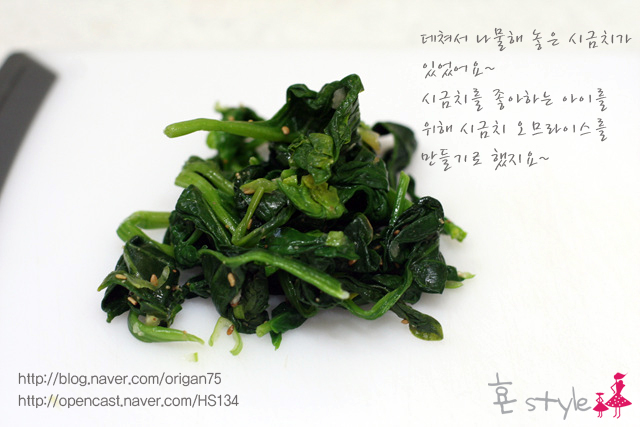 데쳐서 나물해 놓은 시금치가
있었어요~
시금치를 좋아하는 아이를
위해 시금치 오므라이스를
만들기로 했지요~
http://blog.naver.com/origan75
http://opencast.naver.com/HS134
혼 style